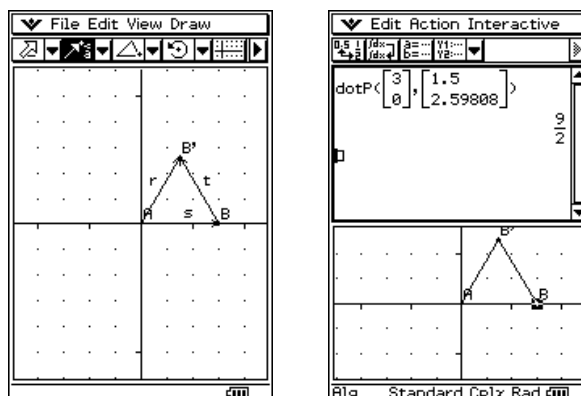 File Edit View Draw
B'
r t
A s B
Edit Action Interactive
dotP([3 0],[1.5 2.59808])
9
2
B'
A B
Alg Standard Cplx Rad